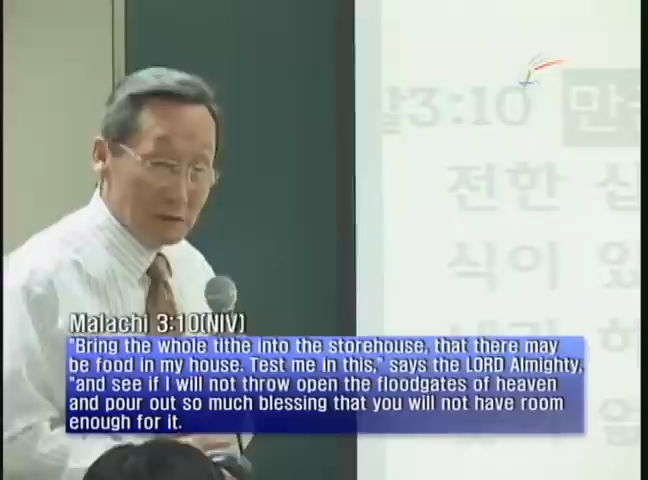 말3:10 만
전한 십
식이 있
Malachi 3:10(NIV)
"Bring the whole tithe into the storehouse, that there may
be food in my house. Test me in this," says the LORD Almighty,
"and see if I will not throw open the floodgates of heaven
and pour out so much blessing that you will not have room
enough for it.